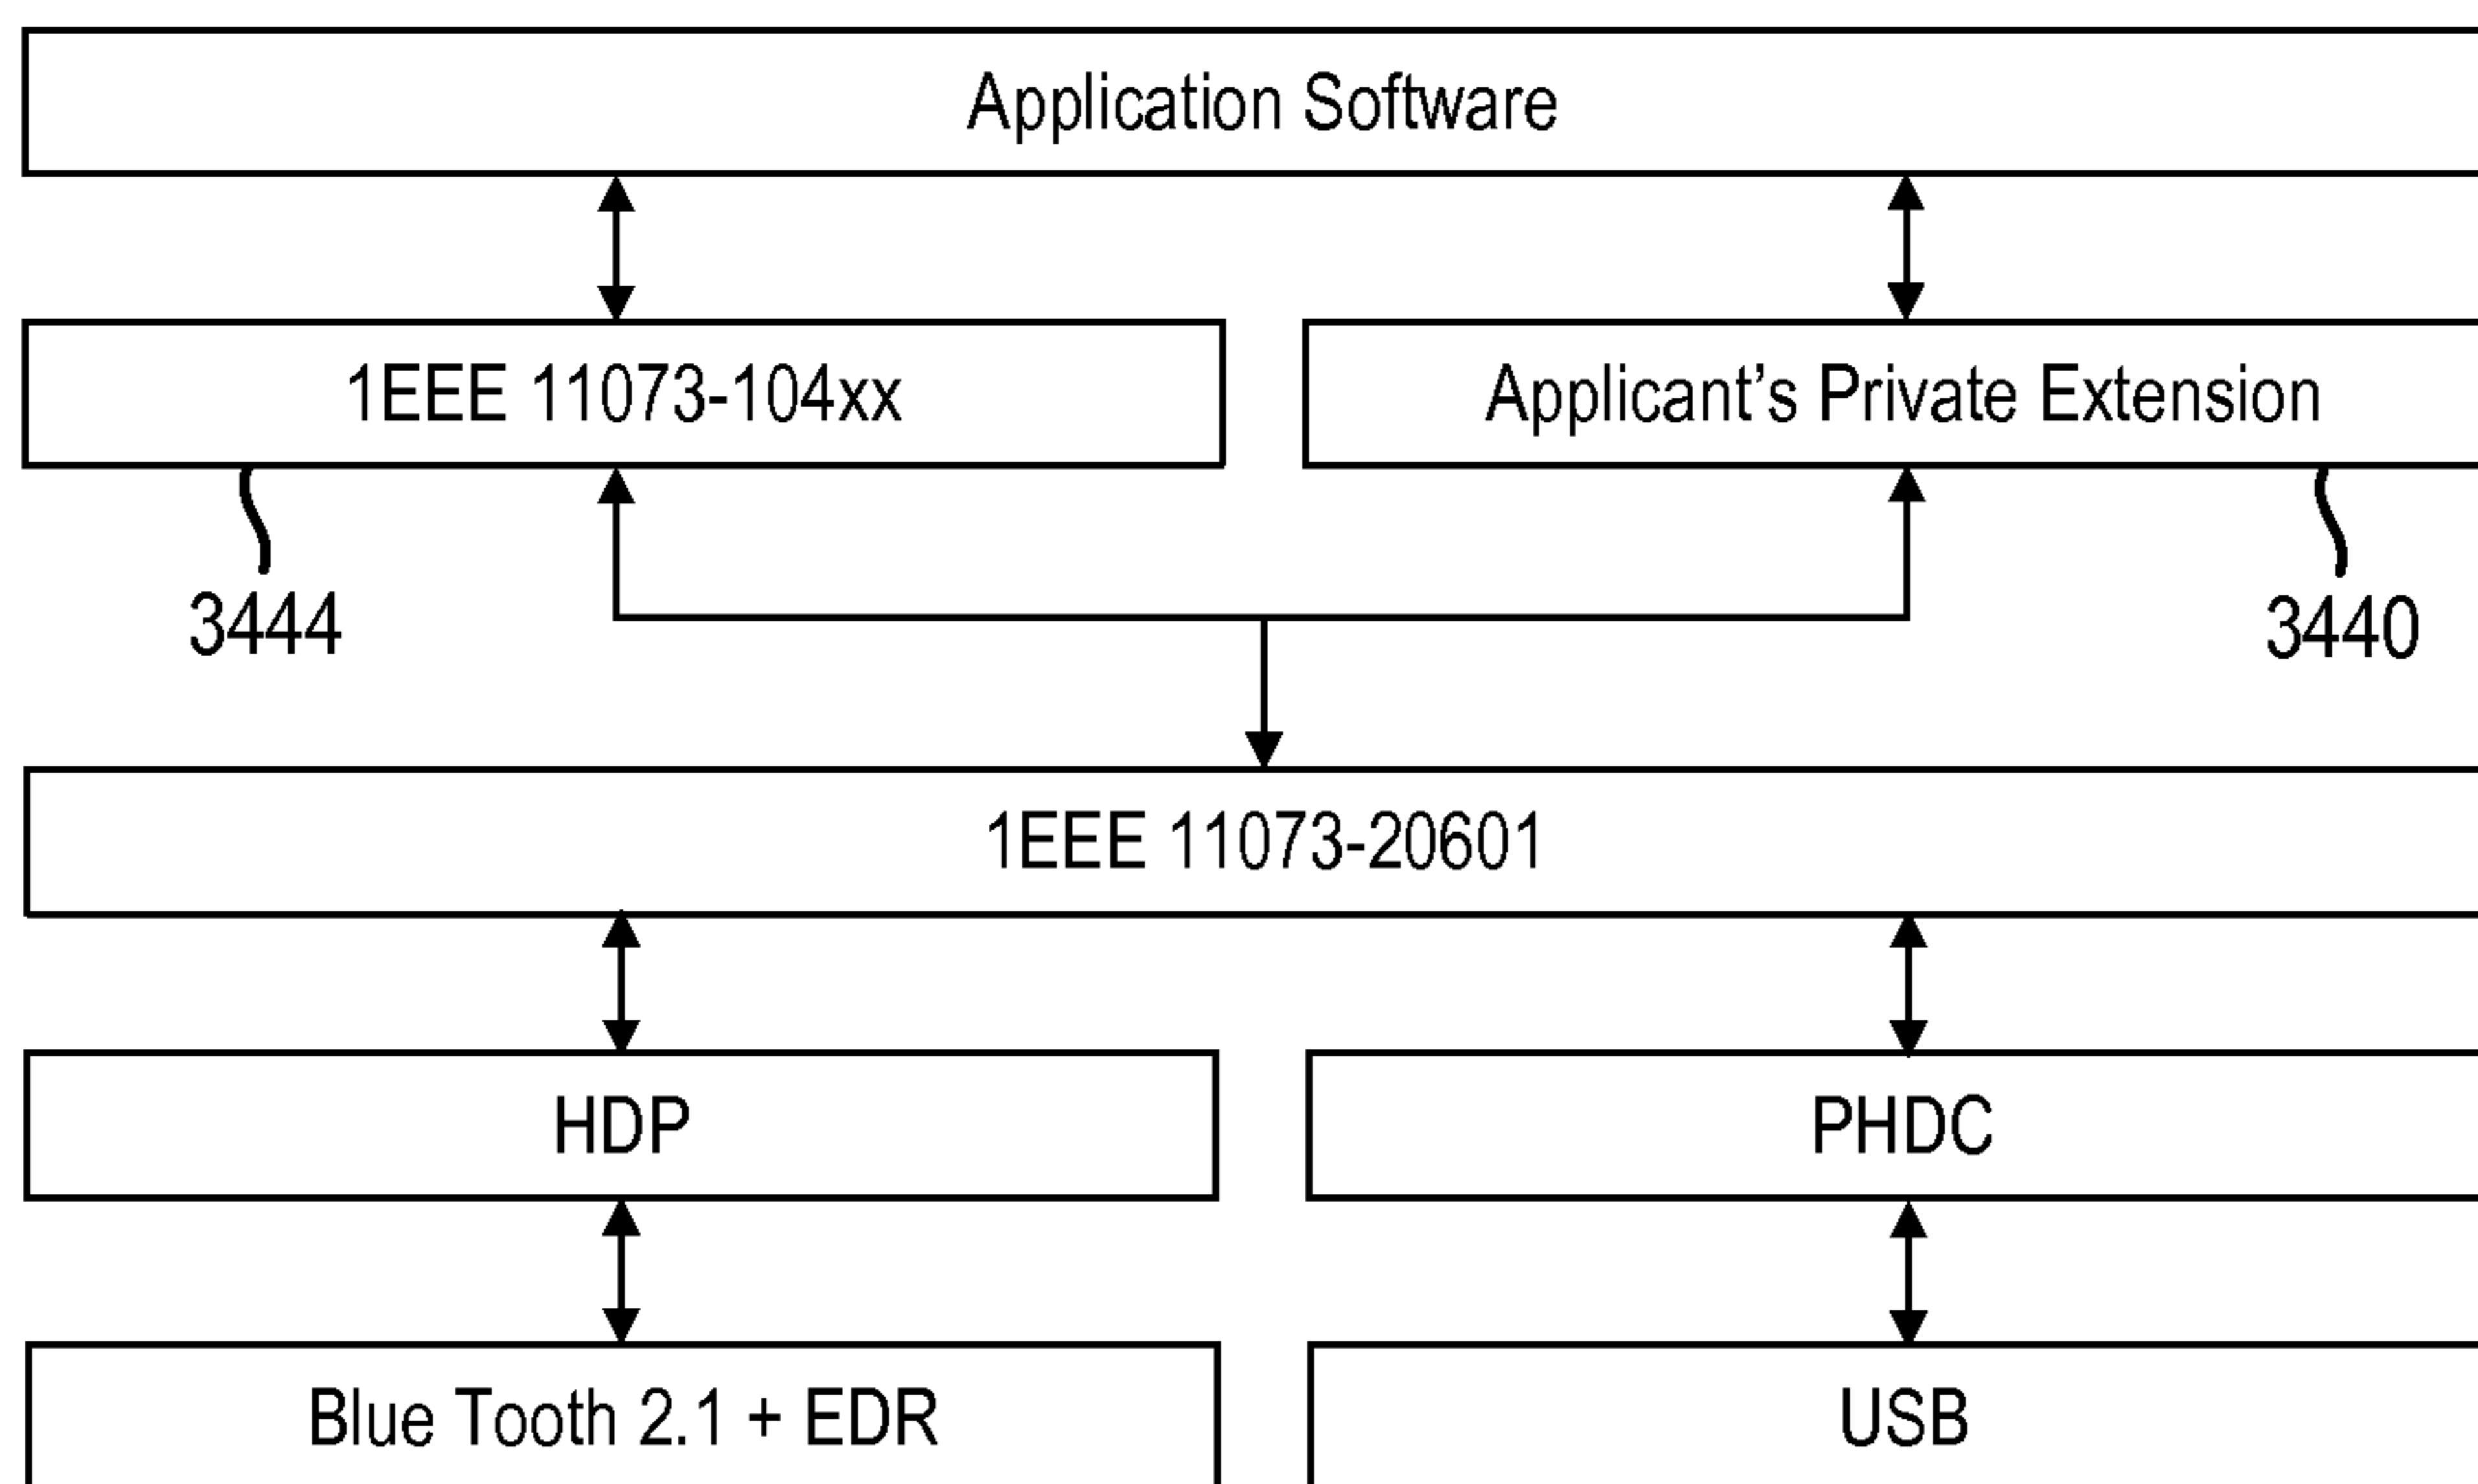 Application Software
1EEE 11073-104xx
Applicant's Private Extension
3444
3440
1EEE 11073-20601
HDP
PHDC
Blue Tooth 2.1 + EDR
USB